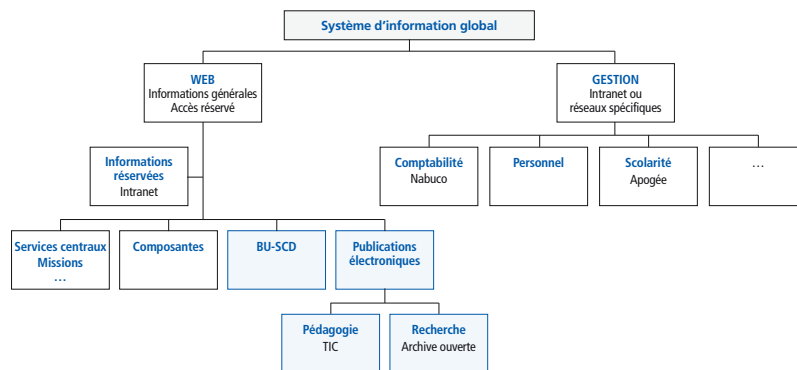 Système d'information global
WEB
Informations générales
Accès réservé
GESTION
Intranet ou
réseaux spécifiques
Informations
réservées
Intranet
Comptabilité
Nabuco
Personnel
Scolarité
Apogée
…
Services centraux
Missions
…
Composantes
BU-SCD
Publications
électroniques
Pédagogie
TIC
Recherche
Archive ouverte